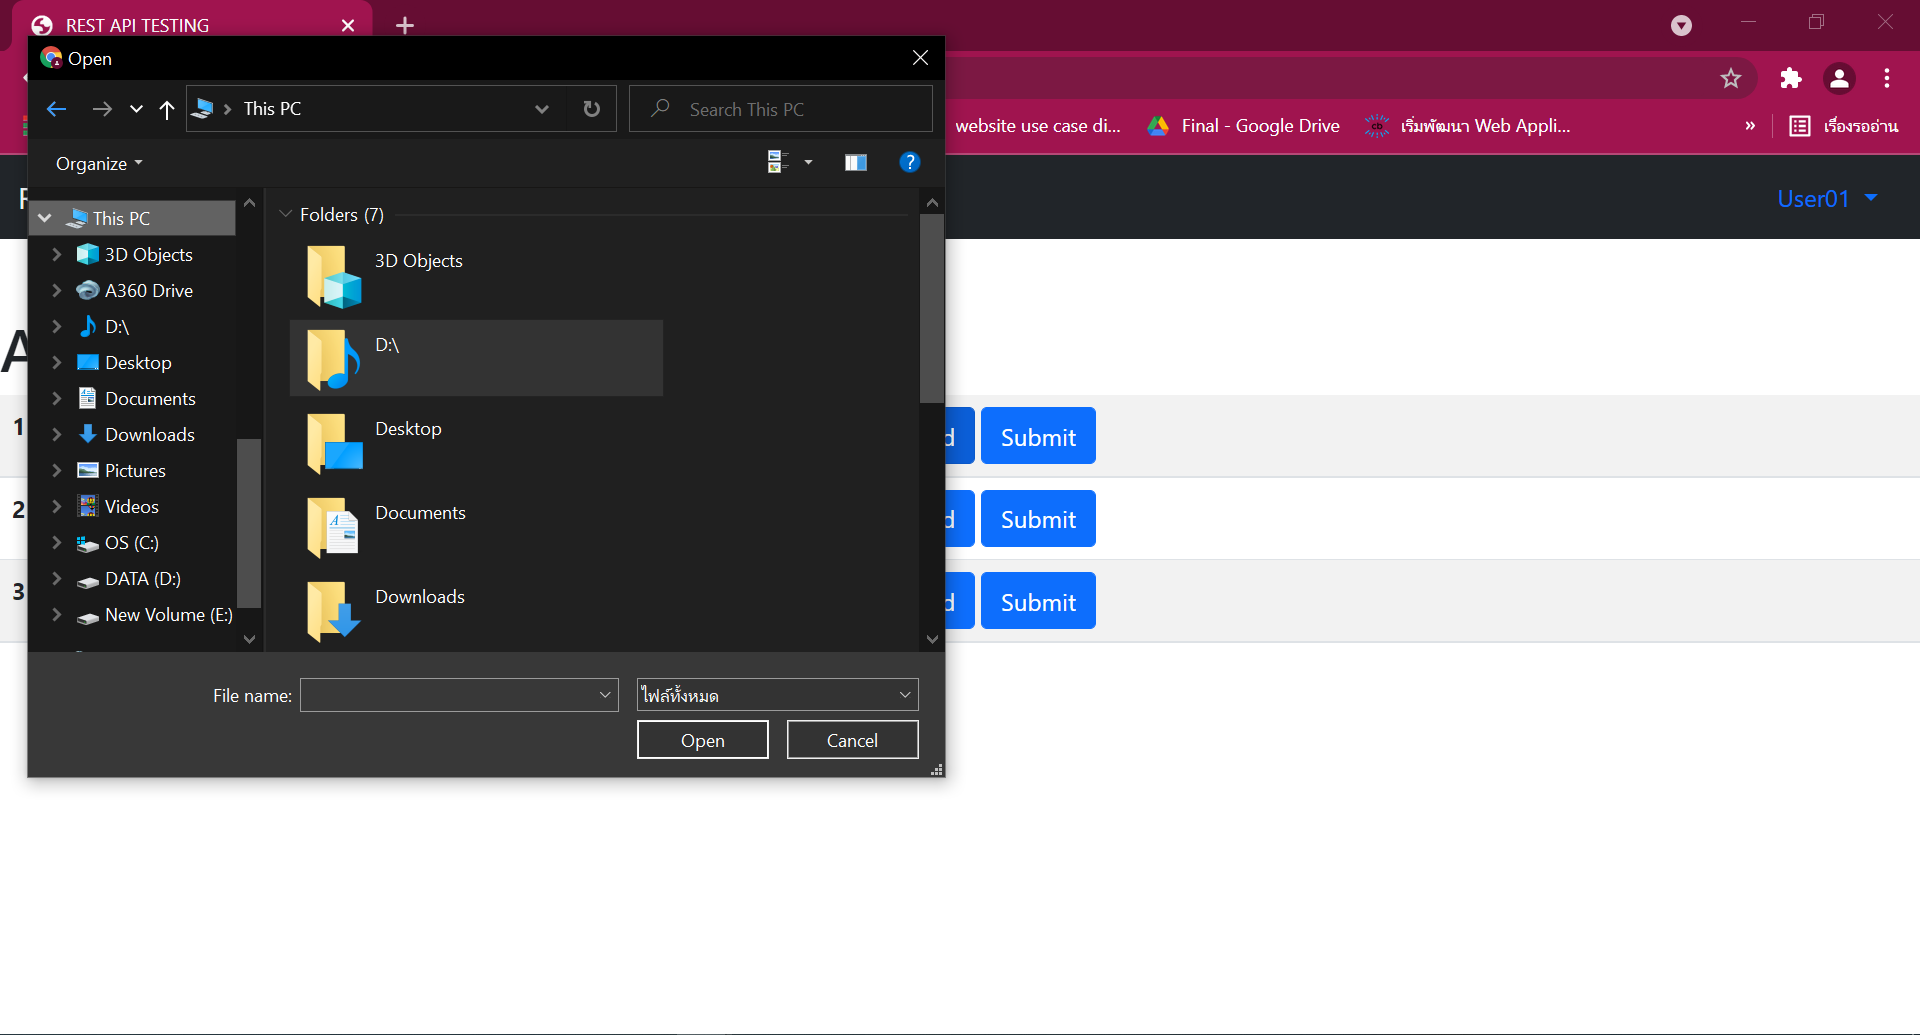 REST API TESTING
Open
This PC
Search This PC
website use case di...
Final - Google Drive
CD
เริ่มพัฒนา Web Appli...
»
เรื่องรออ่าน
Organize
?
User01
This PC
3D Objects
A360 Drive
D:\
Desktop
Documents
Downloads
Pictures
Videos
OS (C:)
DATA (D:)
New Volume (E:)
Folders (7)
3D Objects
D:\
Desktop
Documents
Downloads
A
1
d
Submit
2
d
Submit
3
d
Submit
File name:
ไฟล์ทั้งหมด
Open
Cancel